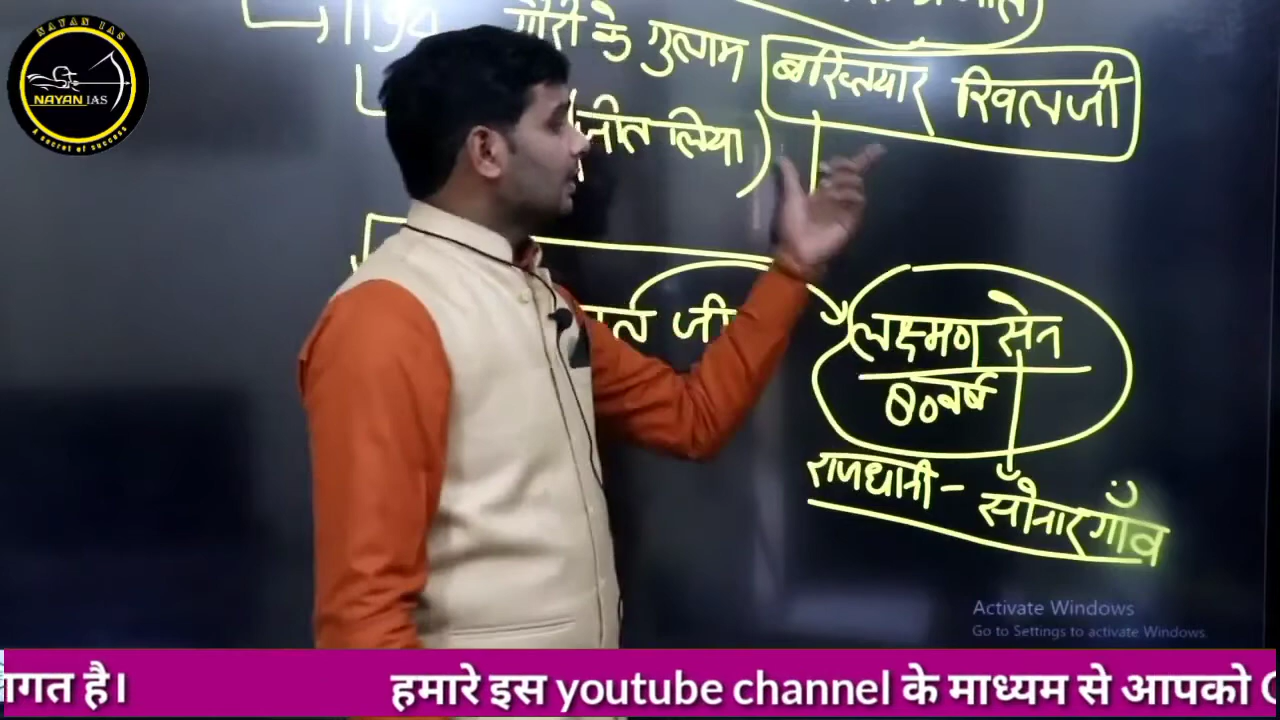 NAYAN IAS
NAYAN IAS
A secret of success
गौरी के गुलाम बख्तियार खिलजी
जीत लिया)
लक्ष्मण सेन
80 वर्ष
राजधानी - सोनारगाँव
Activate Windows
Go to Settings to activate Windows.
गत है। हमारे इस youtube channel के माध्यम से आपको